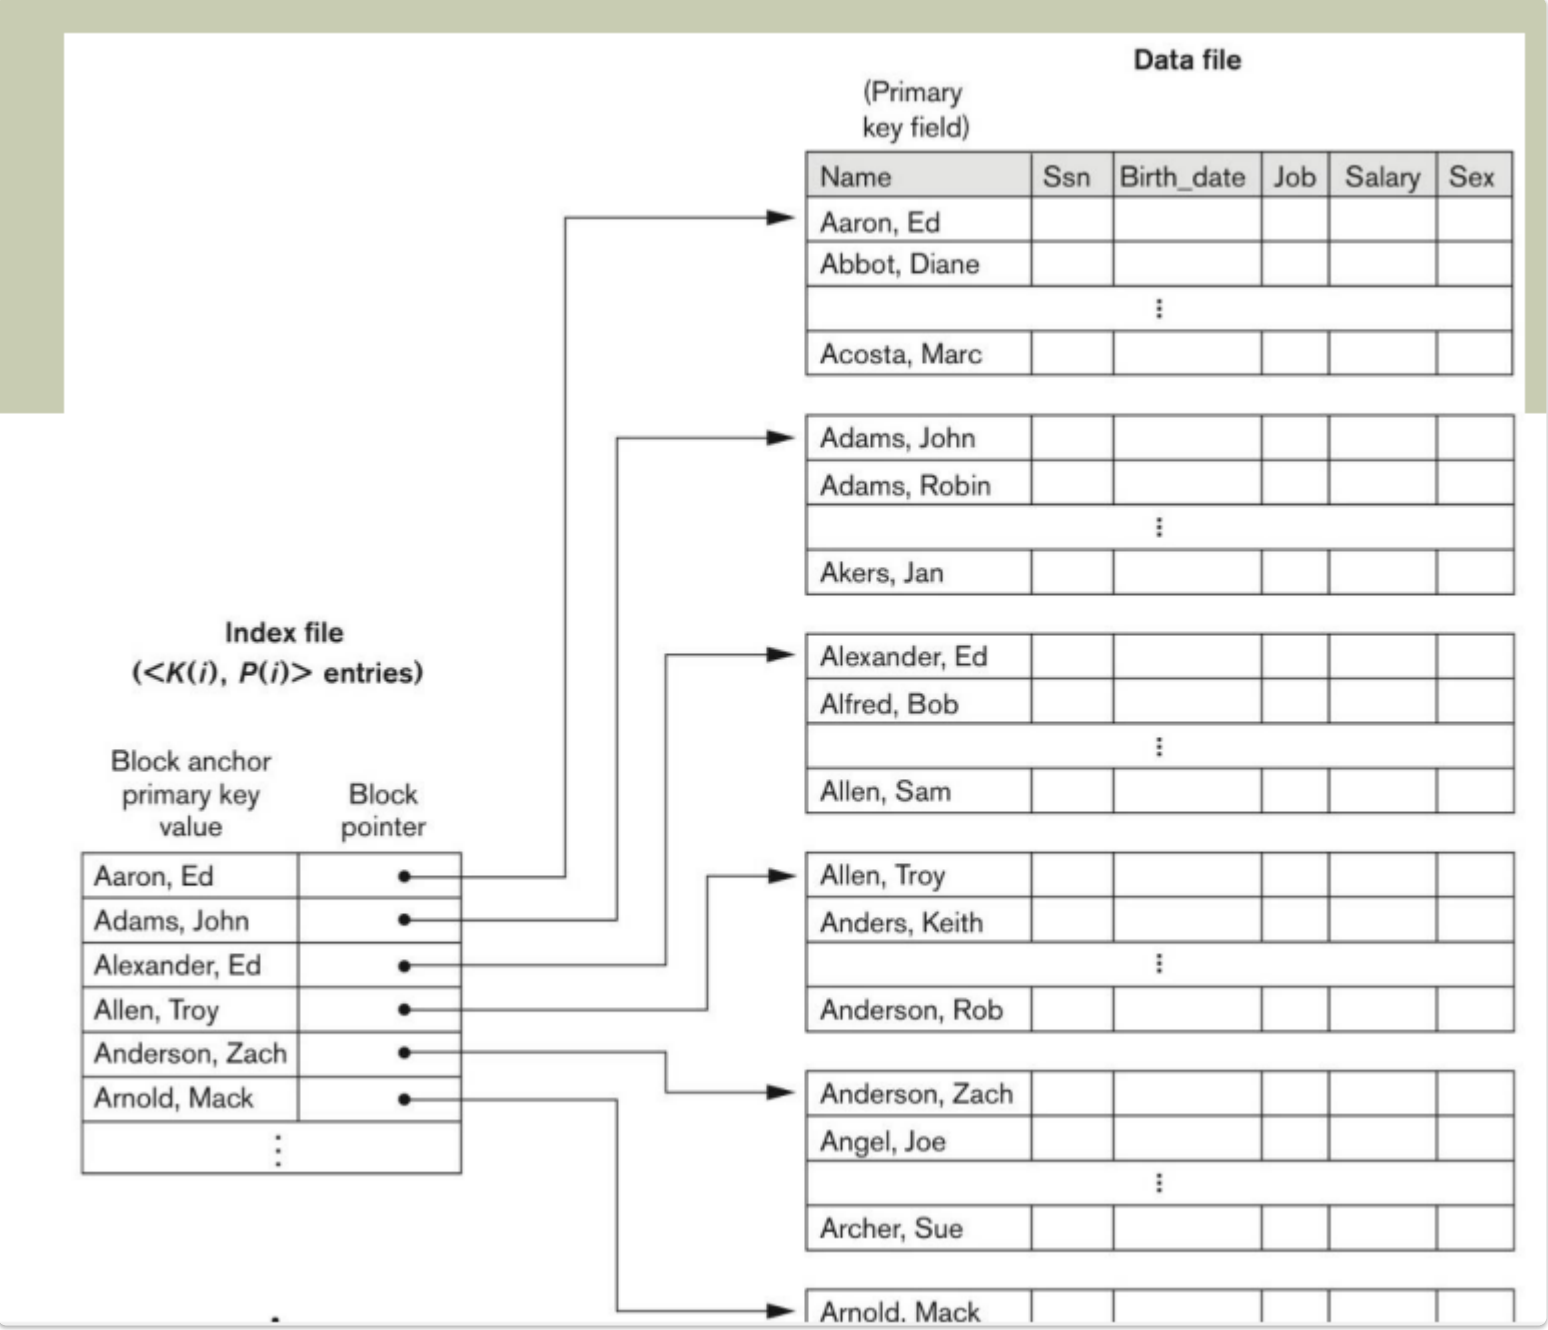 Data file
(Primary
key field)
Name Ssn Birth_date Job Salary Sex
Aaron, Ed
Abbot, Diane
⋮
Acosta, Marc
Adams, John
Adams, Robin
⋮
Akers, Jan
Alexander, Ed
Alfred, Bob
⋮
Allen, Sam
Allen, Troy
Anders, Keith
⋮
Anderson, Rob
Anderson, Zach
Angel, Joe
⋮
Archer, Sue
Arnold, Mack
Index file
(<K(i), P(i)> entries)
Block anchor
primary key
value
Block
pointer
Aaron, Ed
Adams, John
Alexander, Ed
Allen, Troy
Anderson, Zach
Arnold, Mack
⋮